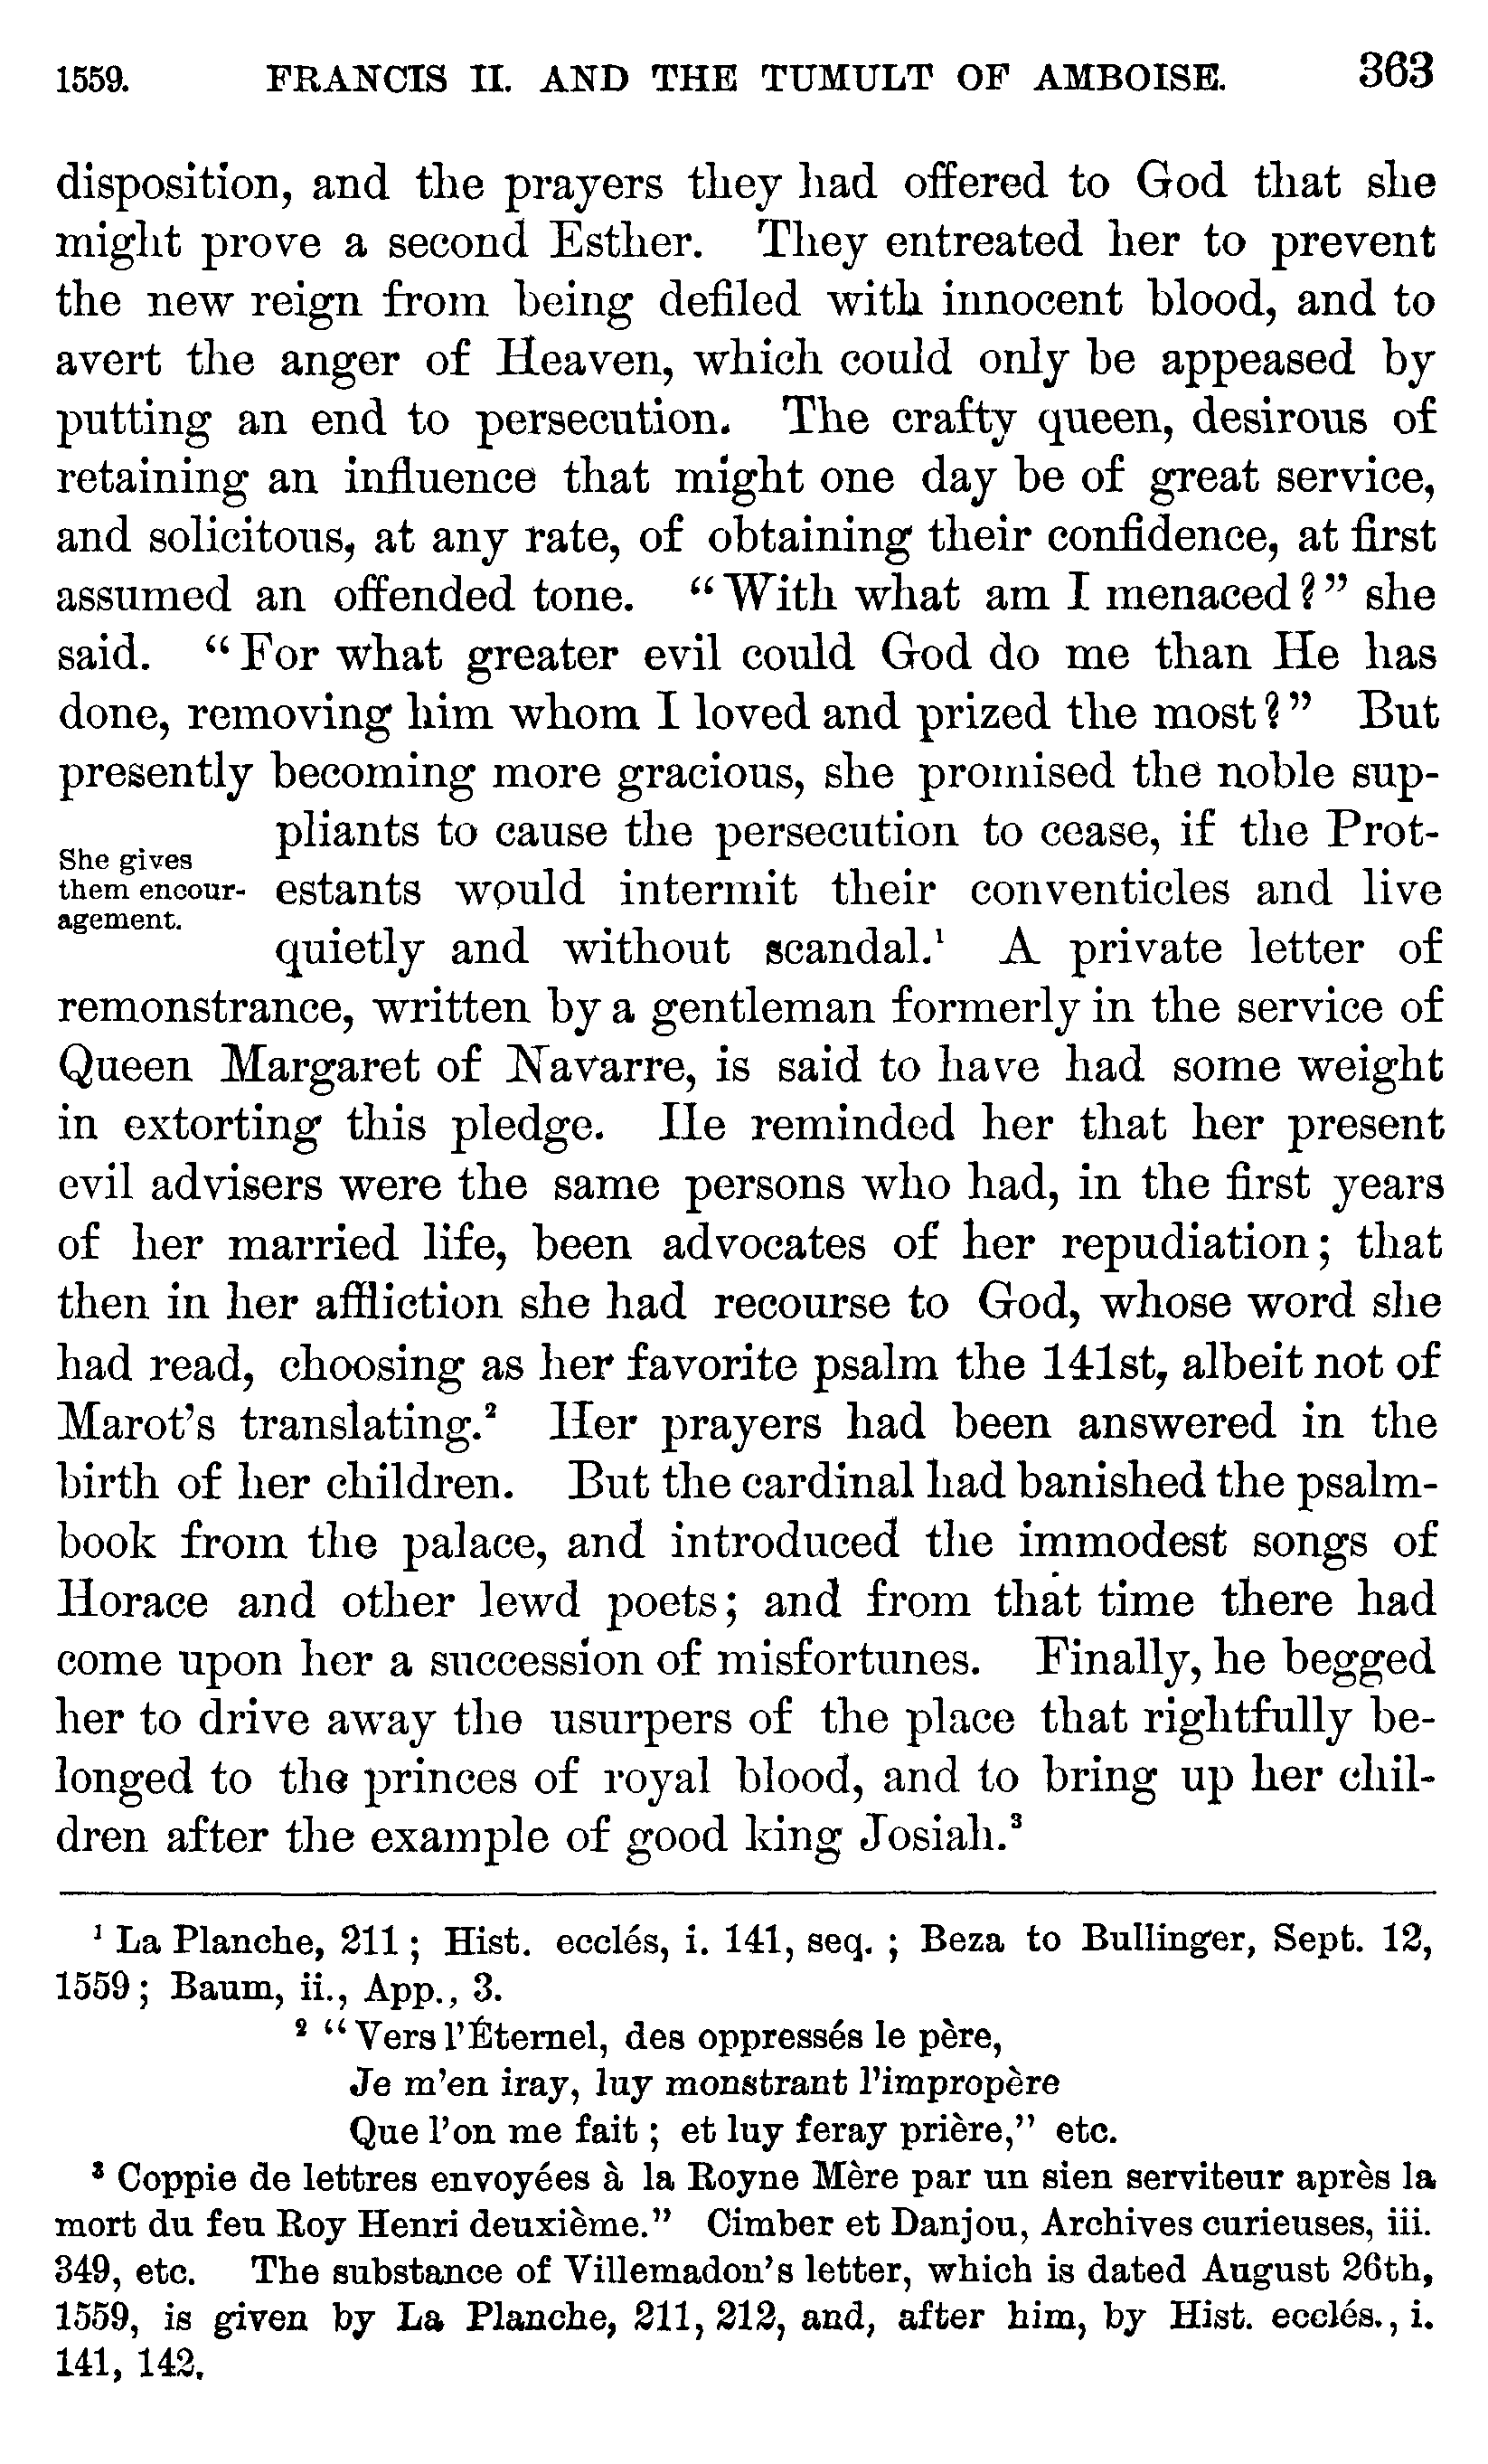 1559. FRANCIS II. AND THE TUMULT OF AMBOISE. 363
disposition, and the prayers they had offered to God that she
might prove a second Esther. They entreated her to prevent
the new reign from being defiled with innocent blood, and to
avert the anger of Heaven, which could only be appeased by
putting an end to persecution. The crafty queen, desirous of
retaining an influence that might one day be of great service,
and solicitous, at any rate, of obtaining their confidence, at first
assumed an offended tone. "With what am I menaced?" she
said. "For what greater evil could God do me than He has
done, removing him whom I loved and prized the most?" But
presently becoming more gracious, she promised the noble sup-
pliants to cause the persecution to cease, if the Prot-
She gives
them encour-
agement.
estants would intermit their conventicles and live
quietly and without scandal.¹ A private letter of
remonstrance, written by a gentleman formerly in the service of
Queen Margaret of Navarre, is said to have had some weight
in extorting this pledge. He reminded her that her present
evil advisers were the same persons who had, in the first years
of her married life, been advocates of her repudiation; that
then in her affliction she had recourse to God, whose word she
had read, choosing as her favorite psalm the 141st, albeit not of
Marot's translating.² Her prayers had been answered in the
birth of her children. But the cardinal had banished the psalm-
book from the palace, and introduced the immodest songs of
Horace and other lewd poets; and from that time there had
come upon her a succession of misfortunes. Finally, he begged
her to drive away the usurpers of the place that rightfully be-
longed to the princes of royal blood, and to bring up her chil-
dren after the example of good king Josiah.³
¹ La Planche, 211; Hist. ecclés, i. 141, seq. ; Beza to Bullinger, Sept. 12,
1559; Baum, ii., App., 3.
² "Vers l'Éternel, des oppressés le père,
Je m'en iray, luy monstrant l'impropère
Que l'on me fait; et luy feray prière," etc.
³ Coppie de lettres envoyées à la Royne Mère par un sien serviteur après la
mort du feu Roy Henri deuxième." Cimber et Danjou, Archives curieuses, iii.
349, etc. The substance of Villemadon's letter, which is dated August 26th,
1559, is given by La Planche, 211, 212, and, after him, by Hist. ecclés., i.
141, 142.